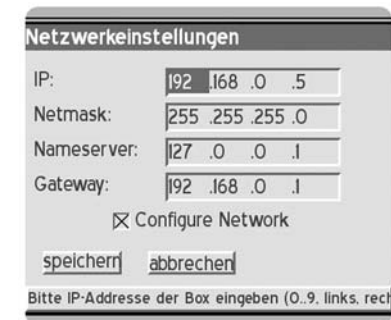 Netzwerkeinstellungen
IP: 192 .168 .0 .5
Netmask: 255 .255 .255 .0
Nameserver: 127 .0 .0 .1
Gateway: 192 .168 .0 .1
Configure Network
speichern abbrechen
Bitte IP-Addresse der Box eingeben (0..9, links, rech